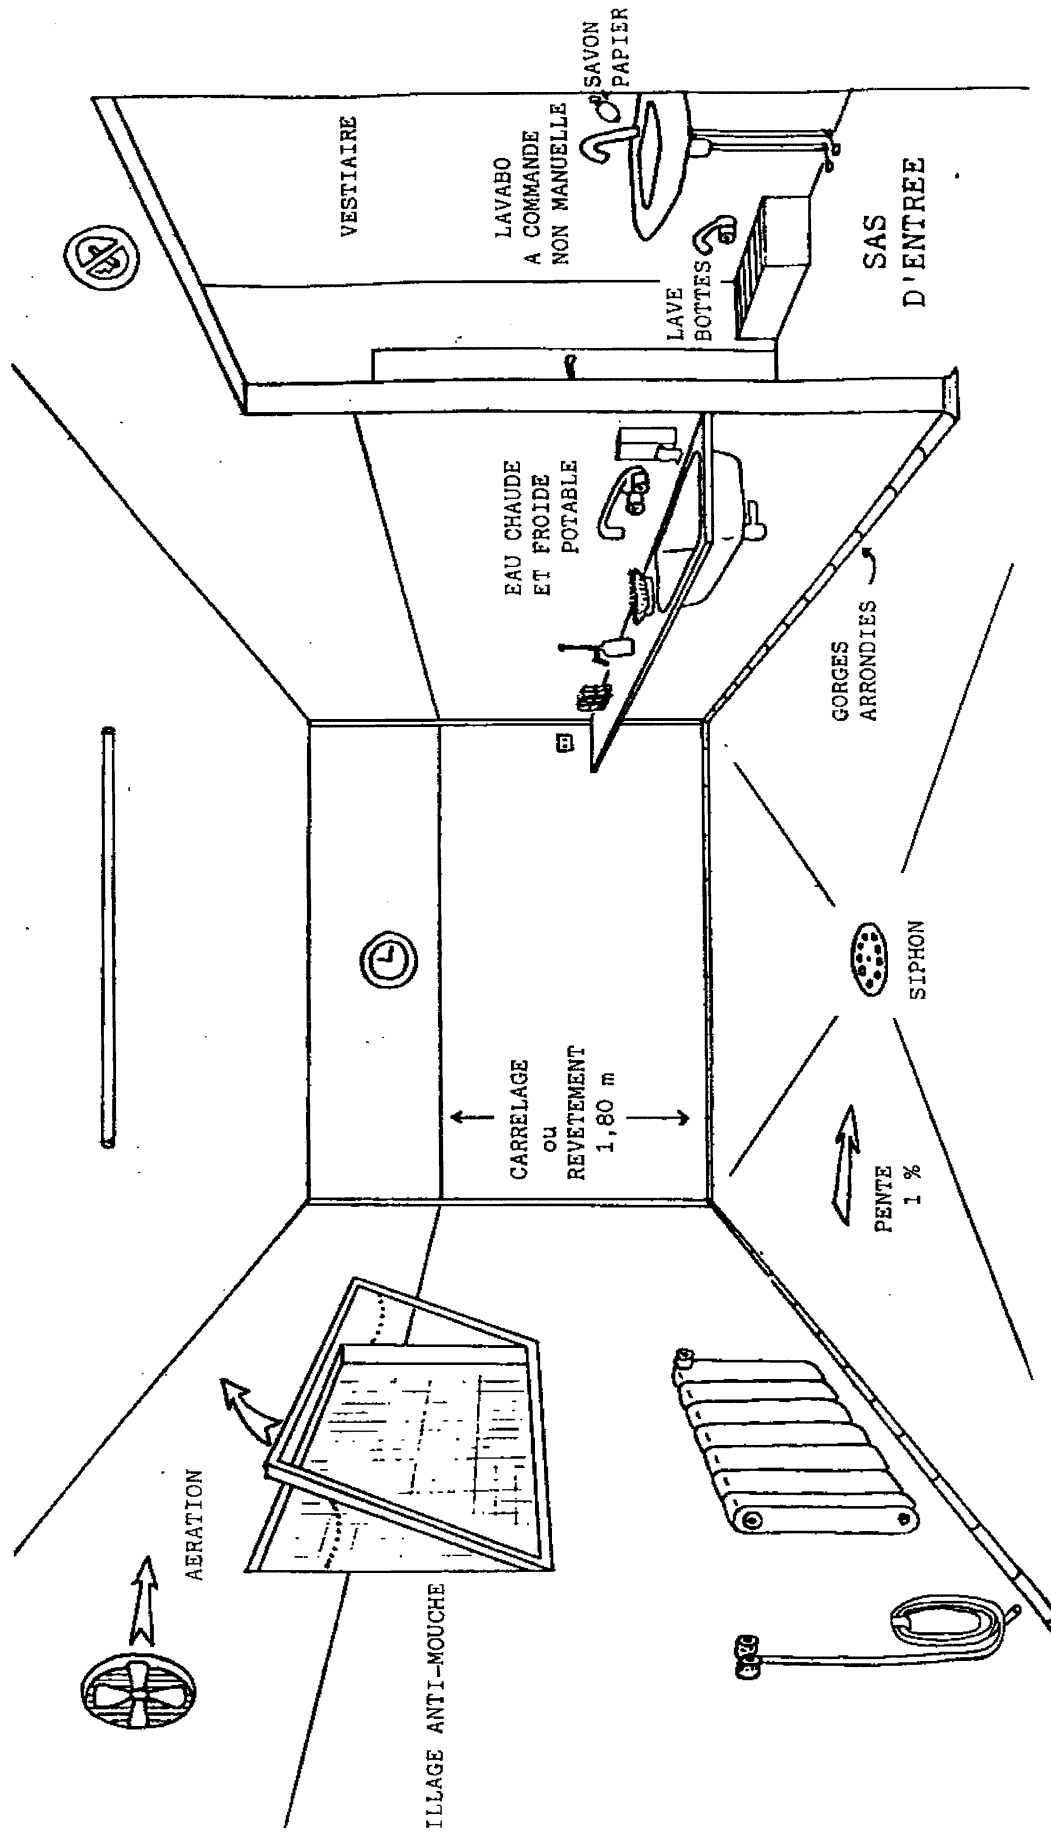 AERATION
ILLAGE ANTI-MOUCHE
CARRELAGE
ou
REVETEMENT
1,80 m
PENTE
1 %
SIPHON
GORGES
ARRONDIES
EAU CHAUDE
ET FROIDE
POTABLE
VESTIAIRE
LAVABO
A COMMANDE
NON MANUELLE
SAVON
PAPIER
LAVE
BOTTES
SAS
D'ENTREE